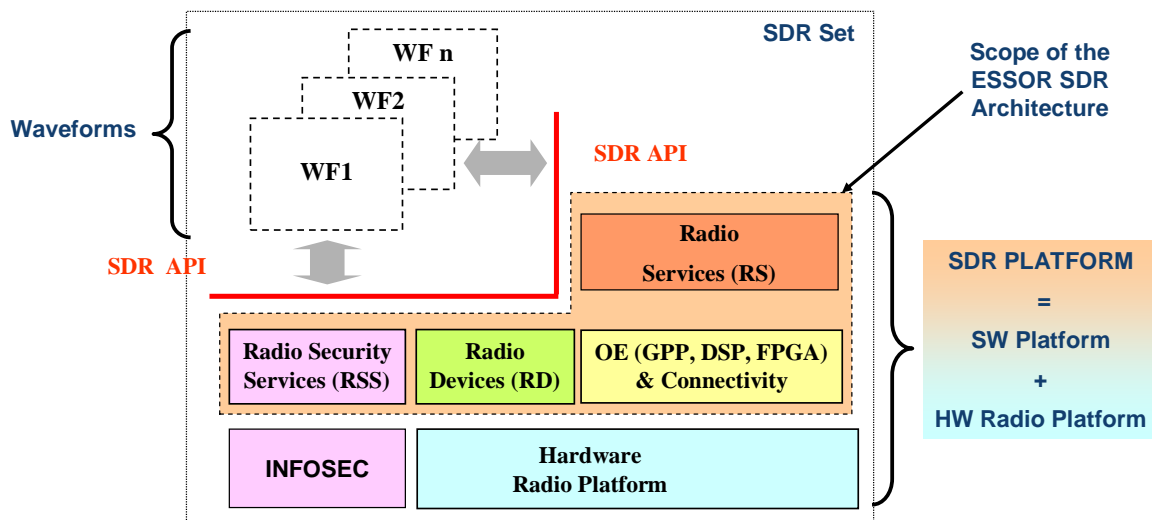 SDR Set
Scope of the
ESSOR SDR
Architecture
Waveforms
WF n
WF2
WF1
SDR API
SDR API
Radio
Services (RS)
Radio Security
Services (RSS)
Radio
Devices (RD)
OE (GPP, DSP, FPGA)
& Connectivity
INFOSEC
Hardware
Radio Platform
SDR PLATFORM
=
SW Platform
+
HW Radio Platform